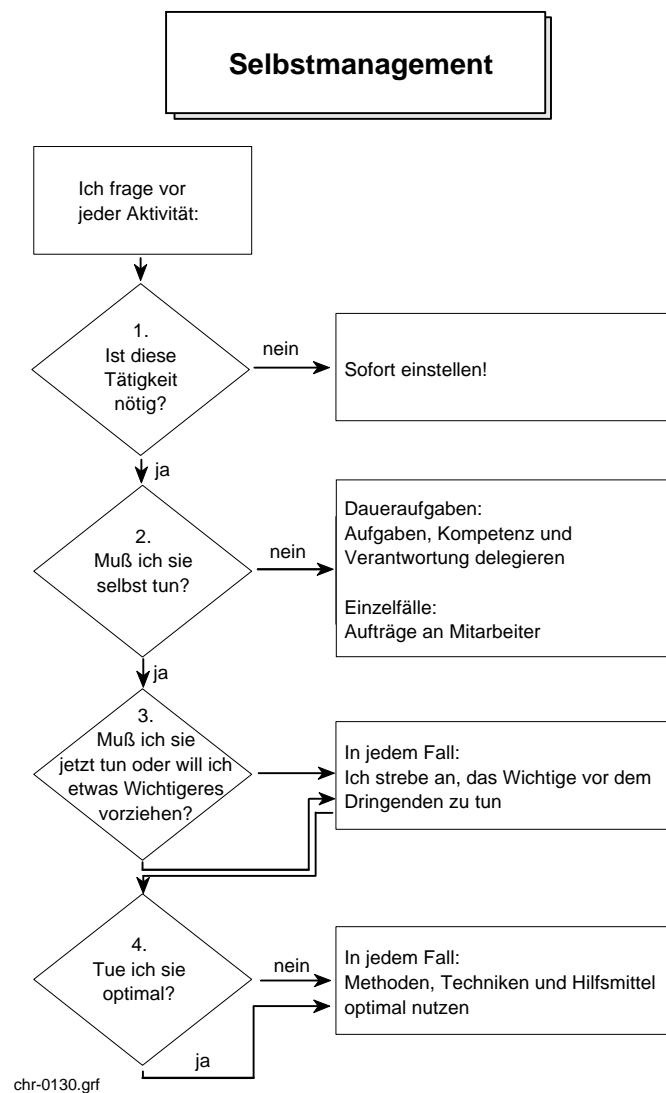 Selbstmanagement
Ich frage vor
jeder Aktivität:
1.
Ist diese
Tätigkeit
nötig?
nein
Sofort einstellen!
ja
2.
Muß ich sie
selbst tun?
nein
Daueraufgaben:
Aufgaben, Kompetenz und
Verantwortung delegieren
Einzelfälle:
Aufträge an Mitarbeiter
ja
3.
Muß ich sie
jetzt tun oder will ich
etwas Wichtigeres
vorziehen?
In jedem Fall:
Ich strebe an, das Wichtige vor dem
Dringenden zu tun
4.
Tue ich sie
optimal?
nein
In jedem Fall:
Methoden, Techniken und Hilfsmittel
optimal nutzen
ja
chr-0130.grf